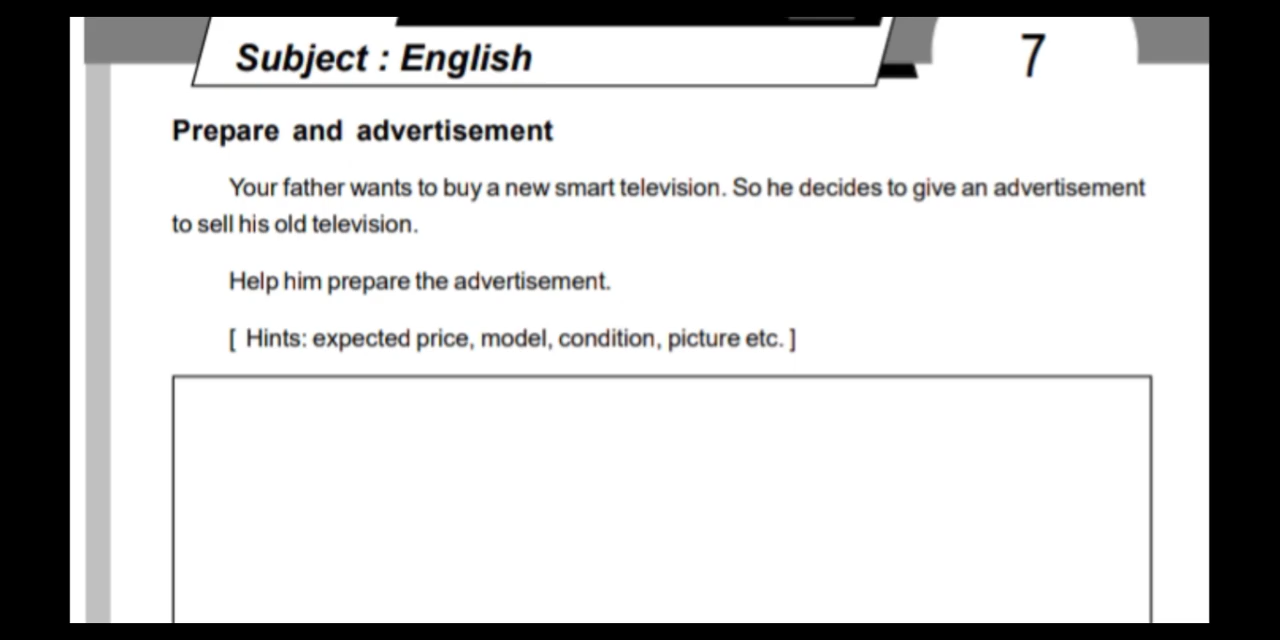 Subject : English
7
Prepare and advertisement
Your father wants to buy a new smart television. So he decides to give an advertisement
to sell his old television.
Help him prepare the advertisement.
[ Hints: expected price, model, condition, picture etc. ]